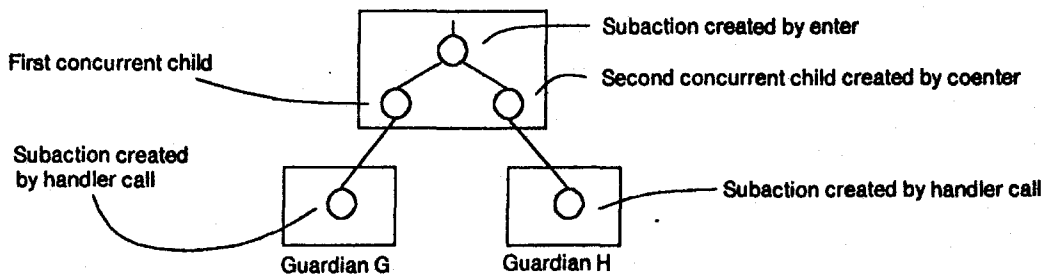 Subaction created by enter
First concurrent child
Second concurrent child created by coenter
Subaction created
by handler call
Subaction created by handler call
Guardian G
Guardian H